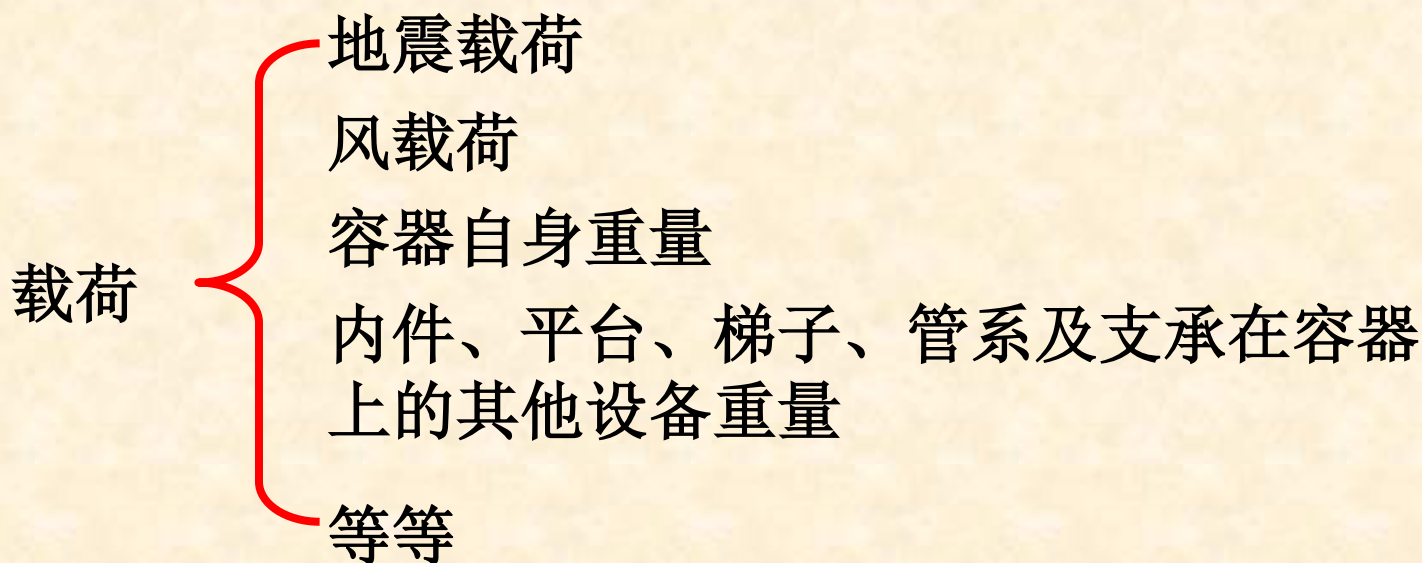 地震载荷
风载荷
容器自身重量
载荷
内件、平台、梯子、管系及支承在容器
上的其他设备重量
等等